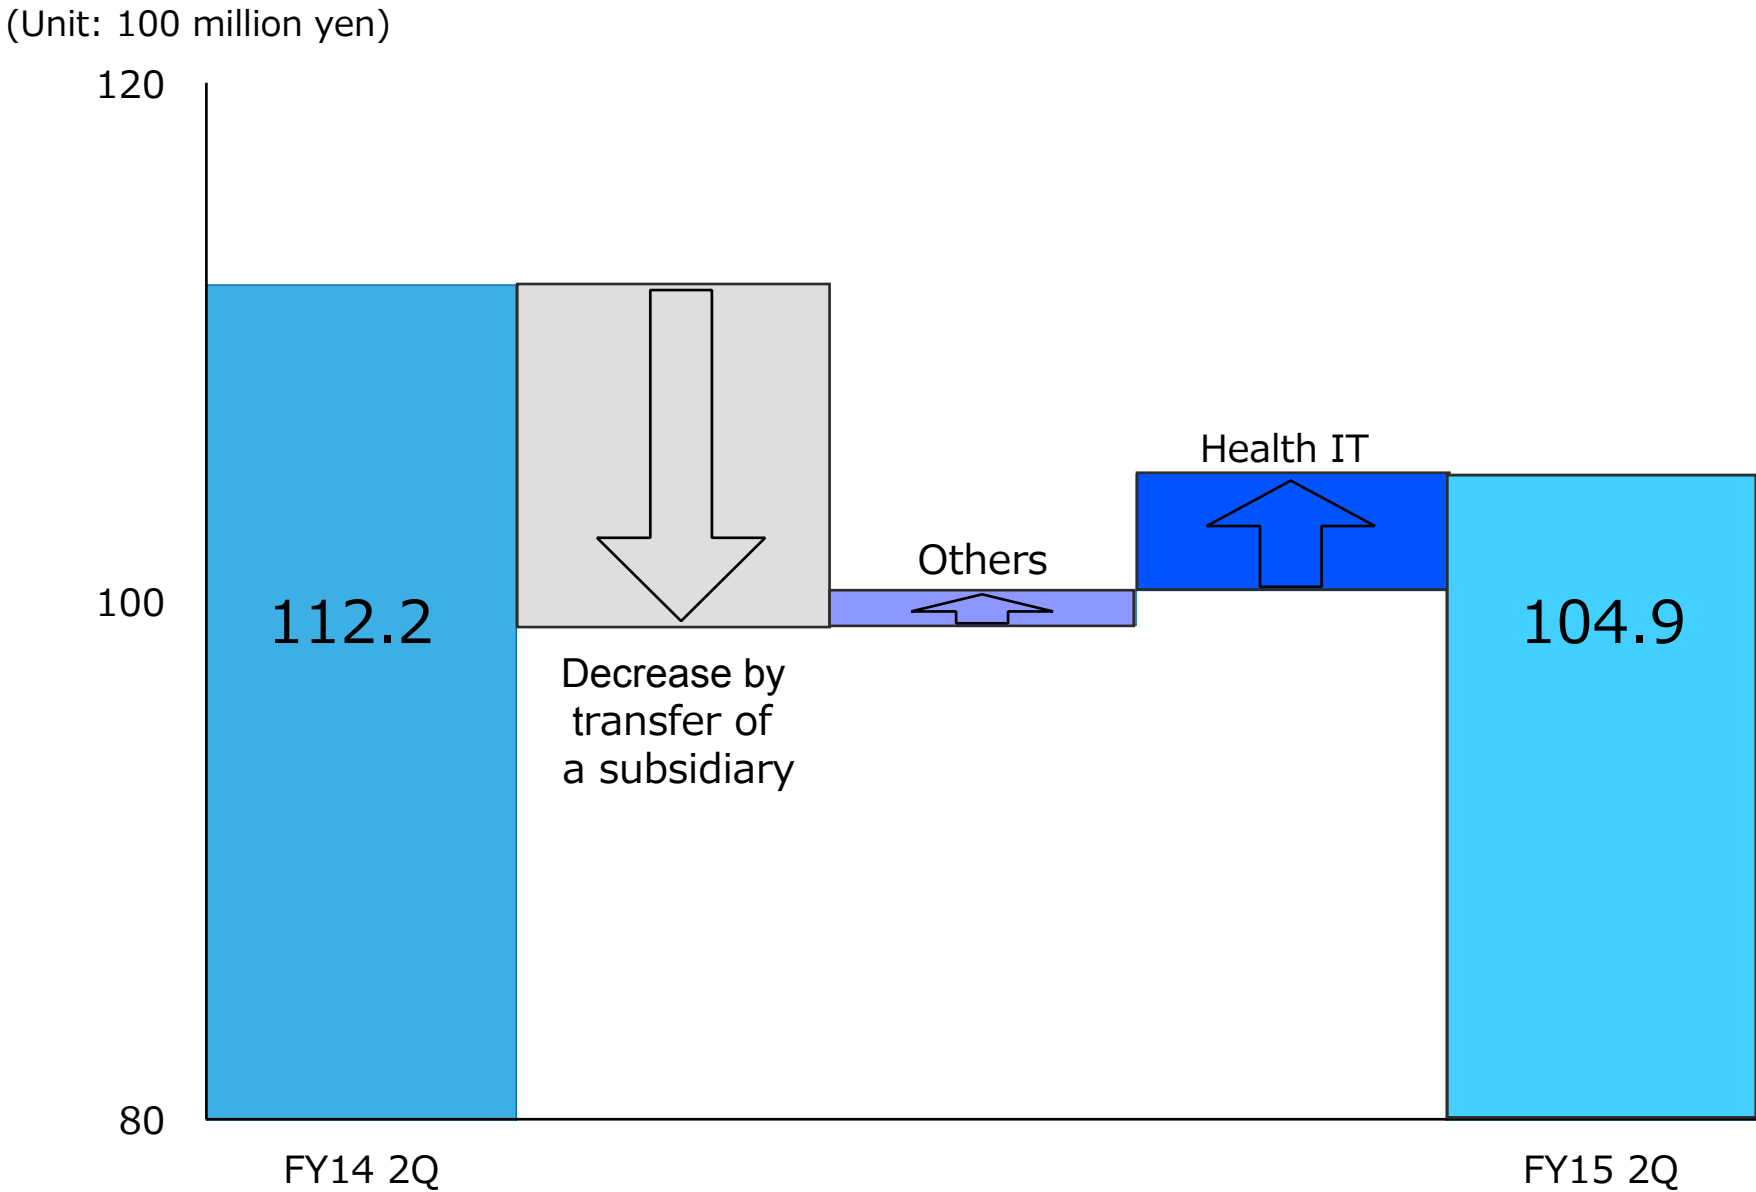 (Unit: 100 million yen)
120
100
80
112.2
Decrease by
transfer of
a subsidiary
Others
Health IT
104.9
FY14 2Q
FY15 2Q